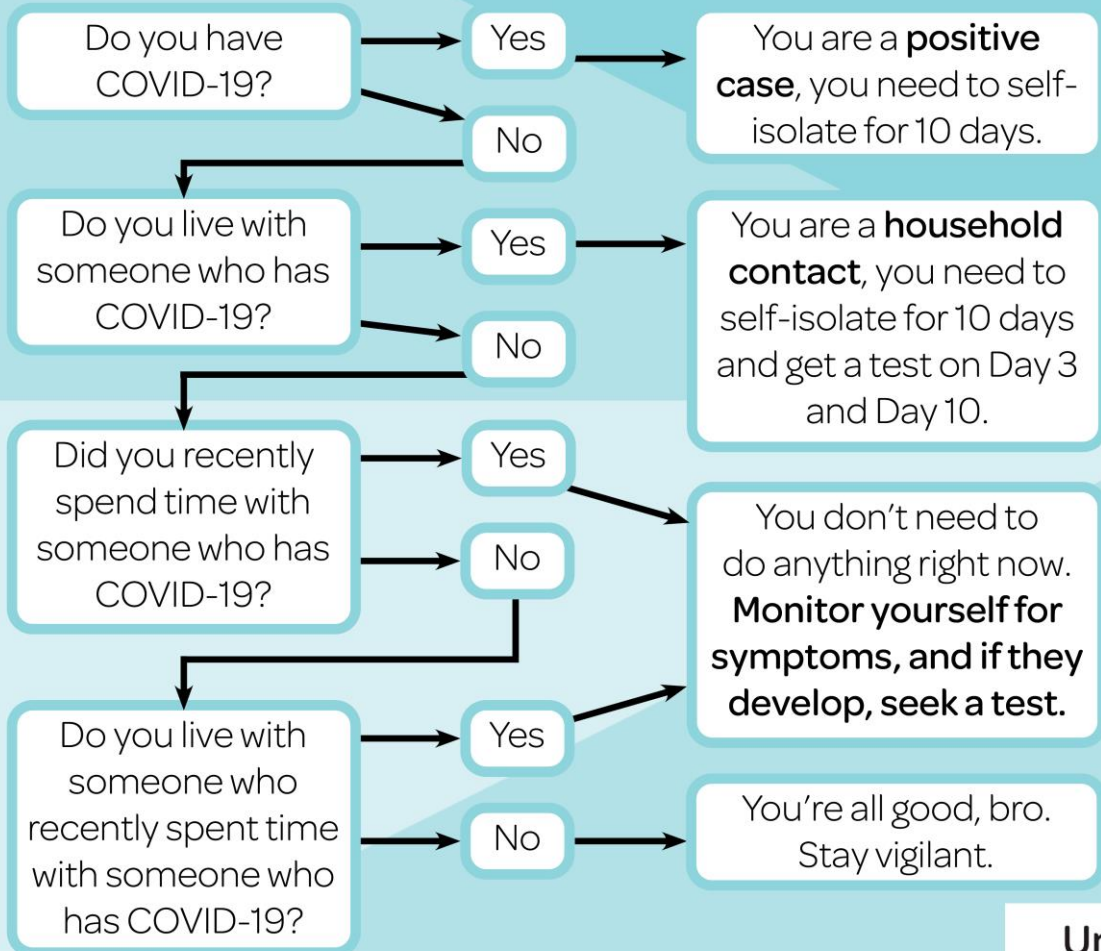 Do you have
COVID-19?
Yes
You are a positive
case, you need to self-
isolate for 10 days.
No
Do you live with
someone who has
COVID-19?
Yes
You are a household
contact, you need to
self-isolate for 10 days
and get a test on Day 3
and Day 10.
No
Did you recently
spend time with
someone who has
COVID-19?
Yes
No
You don’t need to
do anything right now.
Monitor yourself for
symptoms, and if they
develop, seek a test.
Do you live with
someone who
recently spent time
with someone who
has COVID-19?
Yes
No
You’re all good, bro.
Stay vigilant.